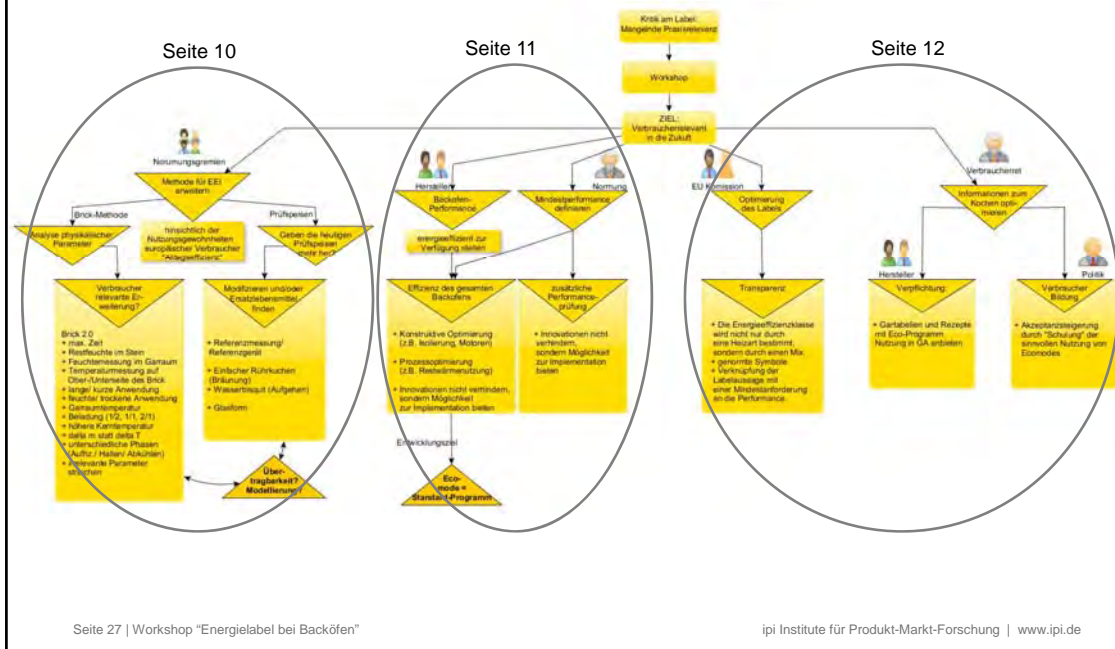 Seite 10
Seite 11
Seite 12
Kritik am Label:
Mangelnde Praxisrelevanz
Workshop
ZIEL:
Verbraucherrelevant
in die Zukuft
Normungsgremien
Methode für EEI
erweitern
Brick-Methode
Prüfspeisen
Analyse physikalischer
Parameter
hinsichtlich der
Nutzungsgewohnheiten
europäischer Verbraucher
"Alltageffizienz"
Geben die heutigen
Prüfspeisen
mehr her?
Verbraucher
relevante Er-
weiterung?
Brick 2.0
+ max. Zeit
+ Restfeuchte im Stein
+ Feuchtemessung im Garraum
+ Temperaturmessung auf
Ober-/Unterseite des Brick
+ lange/ kurze Anwendung
+ feuchte/ trockene Anwendung
+ Garraumtemperatur
+ Beladung (1/2, 1/1, 2/1)
+ höhere Kerntemperatur
+ delta m statt delta T
+ unterschiedliche Phasen
(Aufhz./ Halten/ Abkühlen)
+ irrelevante Parameter
streichen
Modifizieren und/oder
Ersatzlebensmittel
finden
+ Referenzmessung/
Referenzgerät
+ Einfacher Rührkuchen
(Bräunung)
+ Wasserbisquit (Aufgehen)
+ Glasform
Über-
tragbarkeit?
Modellierung?
Hersteller
Backofen-
Performance
Normung
Mindestperformance
definieren
energieeffizient zur
Verfügung stellen
Effizienz des gesamten
Backofens
+ Konstruktive Optimierung
(z.B. Isolierung, Motoren)
+ Prozessoptimierung
(z.B. Restwärmenutzung)
+ Innovationen nicht verhindern,
sondern Möglichkeit
zur Implementation bieten
zusätzliche
Performance-
prüfung
+ Innovationen nicht
verhindern,
sondern Möglichkeit
zur Implementation
bieten
Entwicklungsziel
Eco-
mode =
Standard-Programm
EU Komission
Optimierung
des Labels
Transparenz
+ Die Energieeffizienzklasse
wird nicht nur durch
eine Heizart bestimmt,
sondern durch einen Mix.
+ genormte Symbole
+ Verknüpfung der
Labelaussage mit
einer Mindestanforderung
an die Performance.
Verbraucherrat
Informationen zum
Kochen opti-
mieren
Hersteller
Verpflichtung:
+ Gartabellen und Rezepte
mit Eco-Programm
Nutzung in GA anbieten
Politik
Verbraucher
Bildung
Akzeptanzsteigerung
durch "Schulung" der
sinnvollen Nutzung von
Ecomodes
Seite 27 | Workshop "Energielabel bei Backöfen"
ipi Institute für Produkt-Markt-Forschung | www.ipi.de